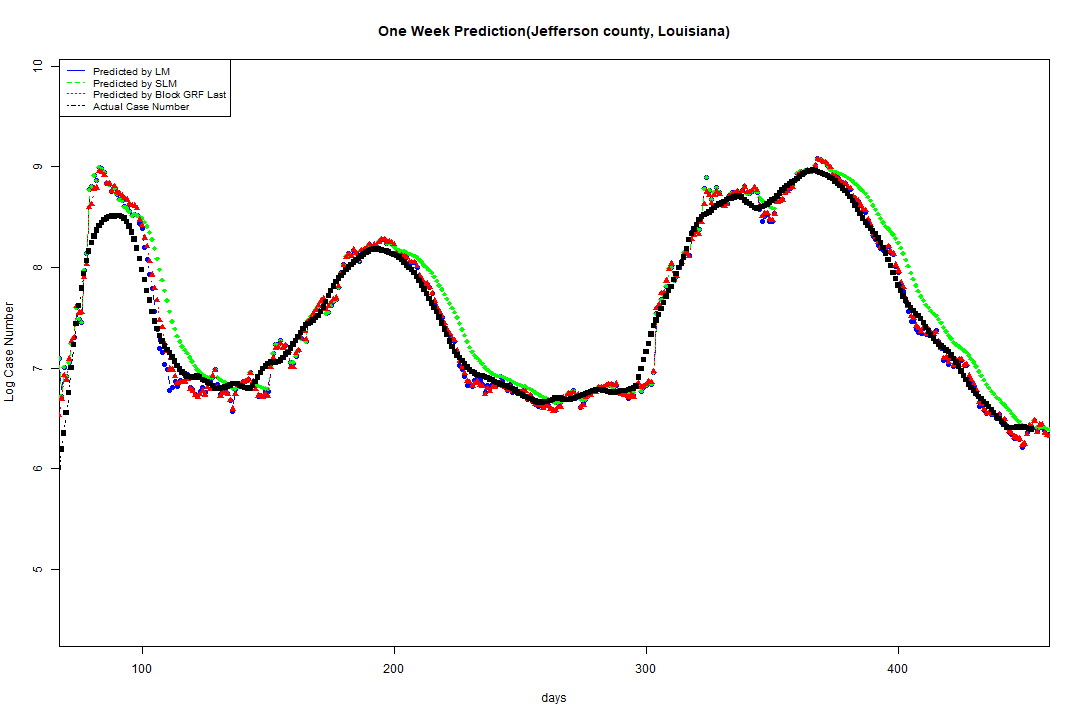 One Week Prediction(Jefferson county, Louisiana)
Predicted by LM
Predicted by SLM
Predicted by Block GRF Last
Actual Case Number
10
9
8
7
6
5
Log Case Number
100 200 300 400
days